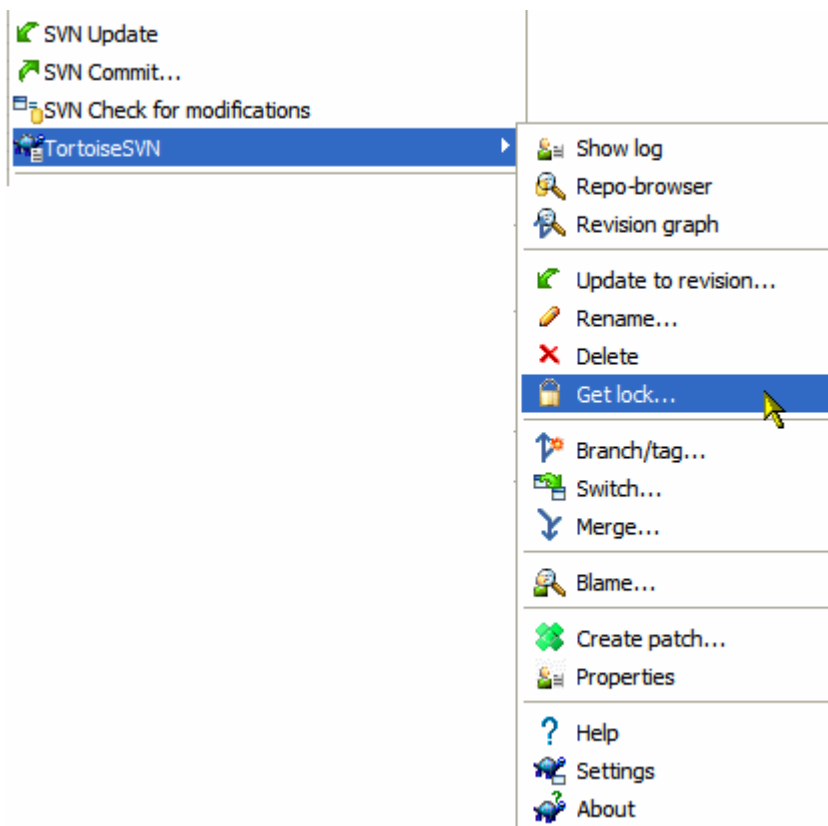 SVN Update
SVN Commit...
SVN Check for modifications
TortoiseSVN
Show log
Repo-browser
Revision graph
Update to revision...
Rename...
Delete
Get lock...
Branch/tag...
Switch...
Merge...
Blame...
Create patch...
Properties
Help
Settings
About